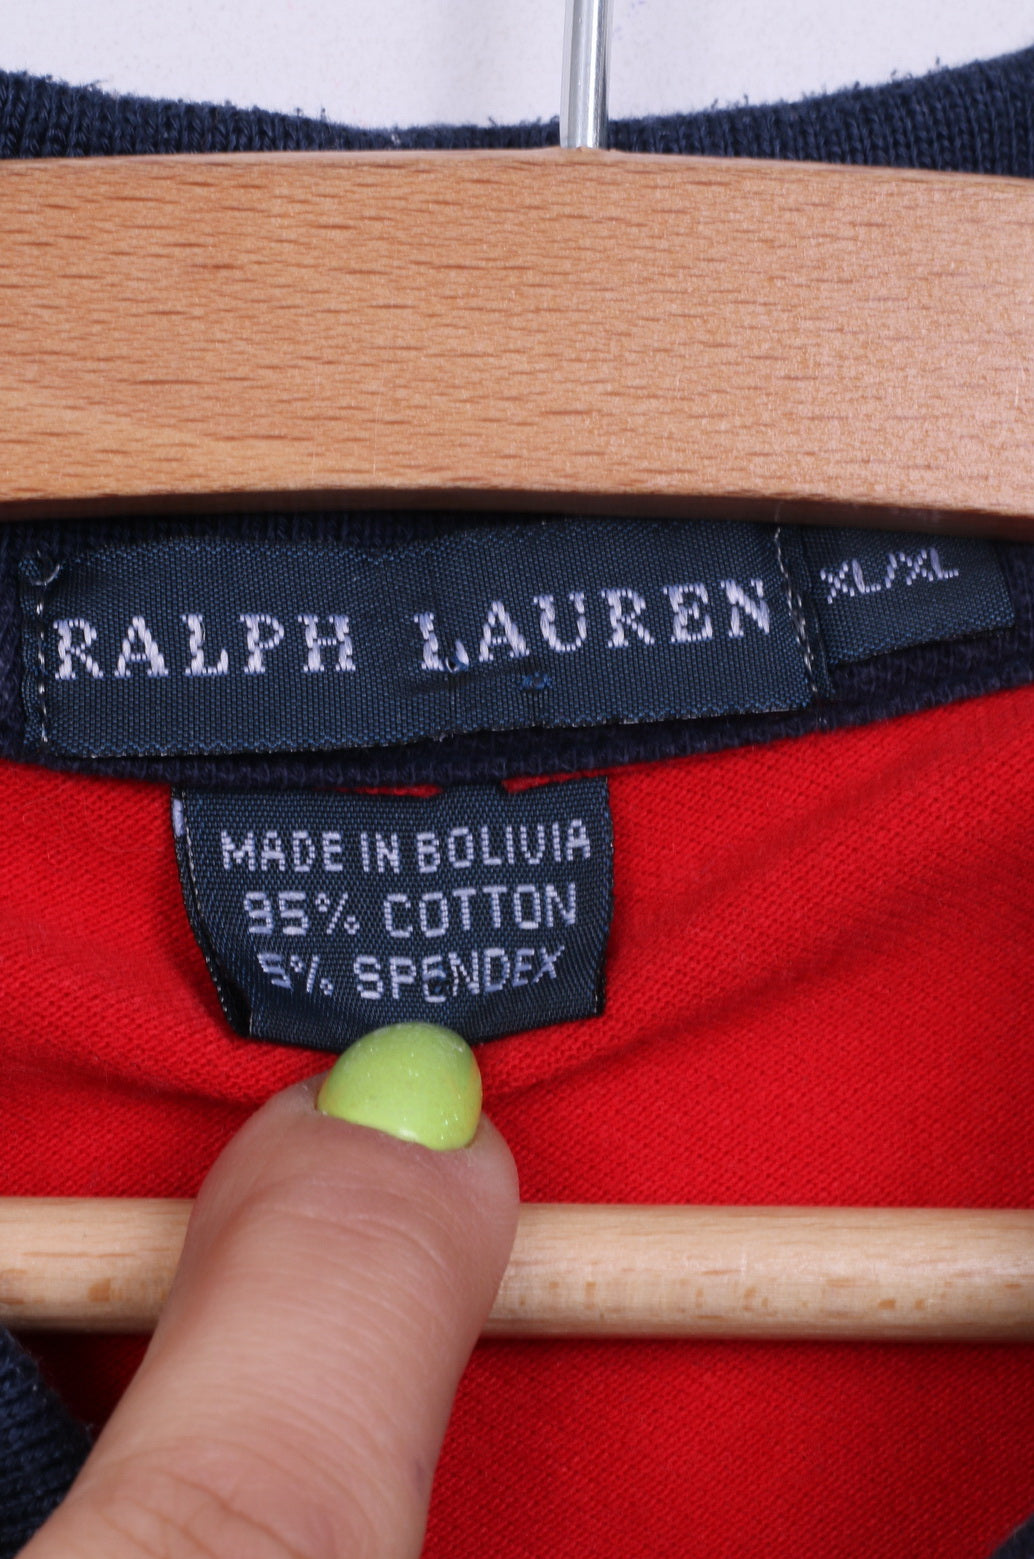 RALPH LAUREN
XL/XL
MADE IN BOLIVIA
95% COTTON
5% SPENDEX